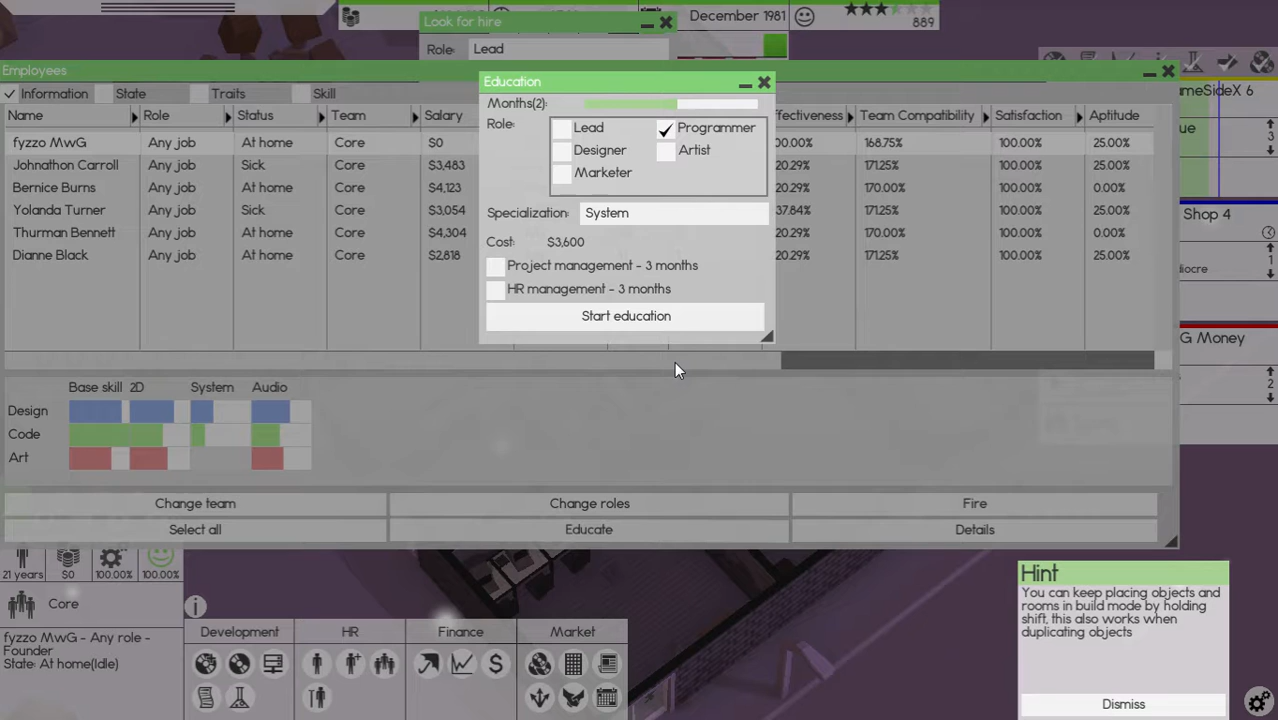 December 1981
889
Look for hire
Role: Lead
Employees
Information State Traits Skill
Name Role Status Team Salary Team Compatibility Satisfaction Aptitude
fyzzo MwG Any job At home Core $0 168.75% 100.00% 25.00%
Johnathon Carroll Any job Sick Core $3,483 20.29% 171.25% 100.00% 25.00%
Bernice Burns Any job At home Core $4,123 20.29% 170.00% 100.00% 0.00%
Yolanda Turner Any job Sick Core $3,054 37.84% 171.25% 100.00% 25.00%
Thurman Bennett Any job At home Core $4,304 20.29% 170.00% 100.00% 0.00%
Dianne Black Any job At home Core $2,818 20.29% 171.25% 100.00% 25.00%
Education
Months(2):
Role: Lead Programmer
Designer Artist
Marketer
Specialization: System
Cost: $3,600
Project management - 3 months
HR management - 3 months
Start education
Base skill 2D System Audio
Design
Code
Art
Change team Change roles Fire
Select all Educate Details
21 years $0 100.00% 100.00%
Core
fyzzo MwG - Any role -
Founder
State: At home(Idle)
Development HR Finance Market
Hint
You can keep placing objects and
rooms in build mode by holding
shift, this also works when
duplicating objects
Dismiss
3
Shop 4
1
2